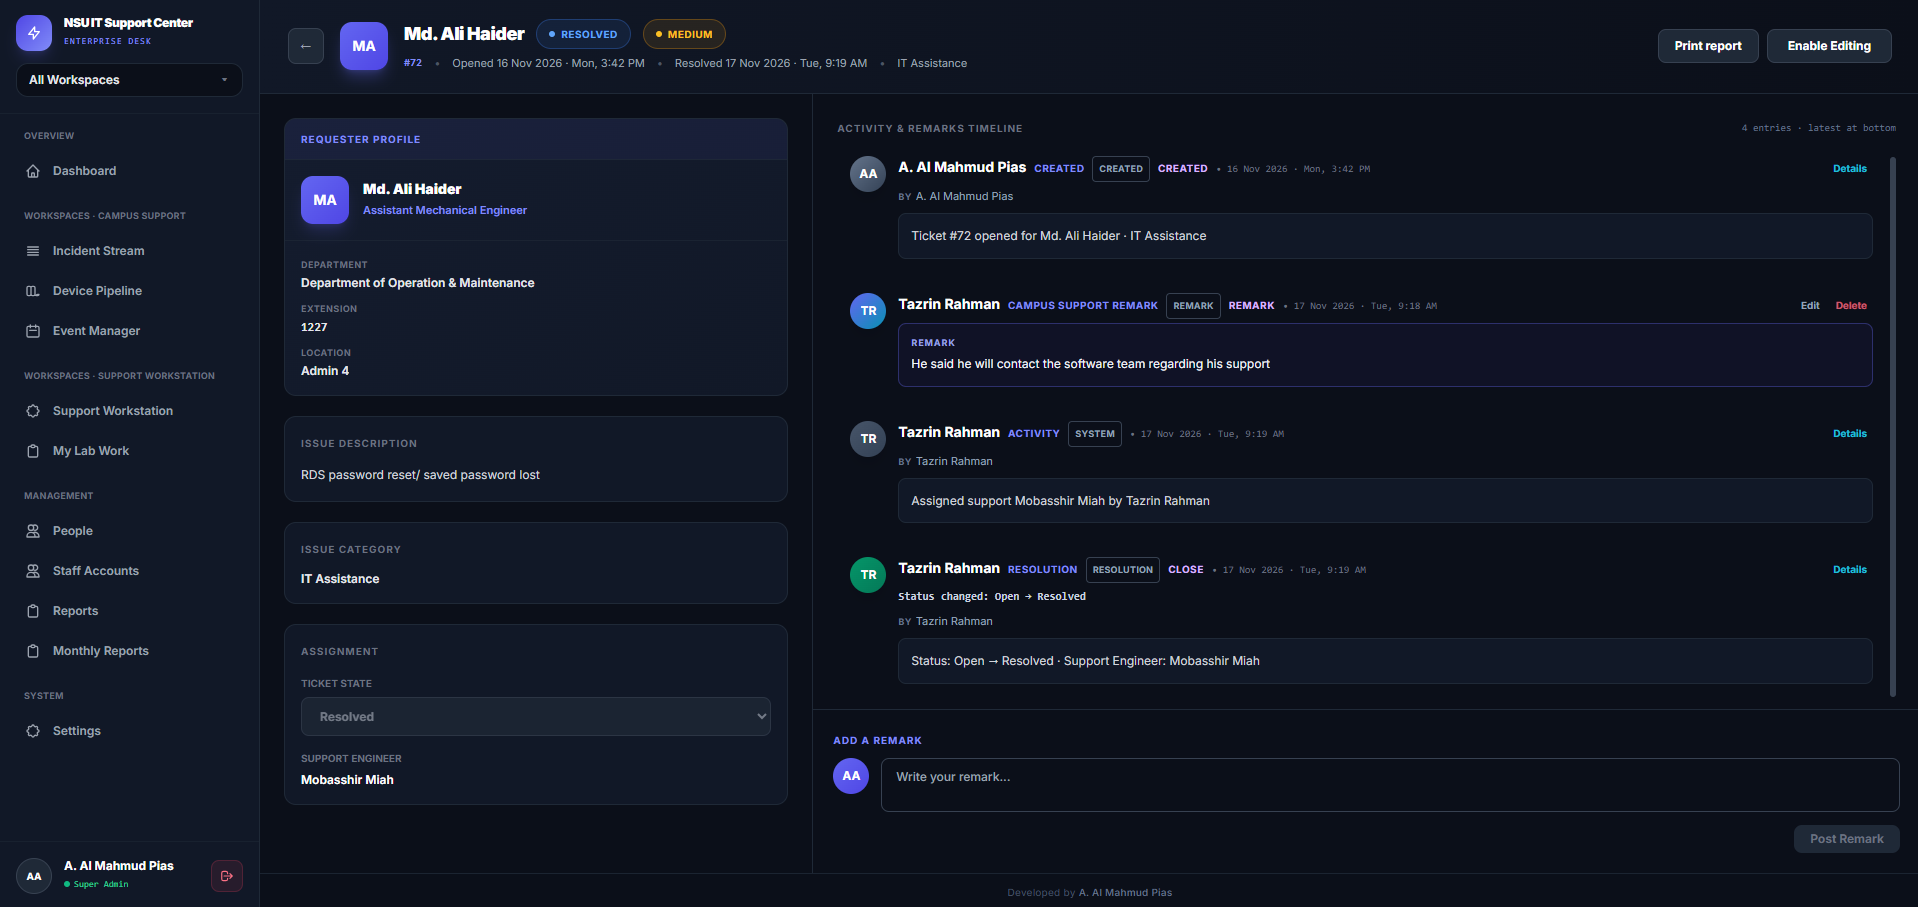 NSU IT Support Center
ENTERPRISE DESK
All Workspaces
OVERVIEW
Dashboard
WORKSPACES · CAMPUS SUPPORT
Incident Stream
Device Pipeline
Event Manager
WORKSPACES · SUPPORT WORKSTATION
Support Workstation
My Lab Work
MANAGEMENT
People
Staff Accounts
Reports
Monthly Reports
SYSTEM
Settings
AA
A. Al Mahmud Pias
Super Admin
←
MA
Md. Ali Haider
RESOLVED
MEDIUM
#72 • Opened 16 Nov 2026 · Mon, 3:42 PM • Resolved 17 Nov 2026 · Tue, 9:19 AM • IT Assistance
Print report
Enable Editing
REQUESTER PROFILE
MA
Md. Ali Haider
Assistant Mechanical Engineer
DEPARTMENT
Department of Operation & Maintenance
EXTENSION
1227
LOCATION
Admin 4
ISSUE DESCRIPTION
RDS password reset/ saved password lost
ISSUE CATEGORY
IT Assistance
ASSIGNMENT
TICKET STATE
Resolved
SUPPORT ENGINEER
Mobasshir Miah
ACTIVITY & REMARKS TIMELINE
4 entries · latest at bottom
AA
A. Al Mahmud Pias CREATED CREATED CREATED • 16 Nov 2026 · Mon, 3:42 PM Details
BY A. Al Mahmud Pias
Ticket #72 opened for Md. Ali Haider · IT Assistance
TR
Tazrin Rahman CAMPUS SUPPORT REMARK REMARK REMARK • 17 Nov 2026 · Tue, 9:18 AM Edit Delete
REMARK
He said he will contact the software team regarding his support
TR
Tazrin Rahman ACTIVITY SYSTEM • 17 Nov 2026 · Tue, 9:19 AM Details
BY Tazrin Rahman
Assigned support Mobasshir Miah by Tazrin Rahman
TR
Tazrin Rahman RESOLUTION RESOLUTION CLOSE • 17 Nov 2026 · Tue, 9:19 AM Details
Status changed: Open → Resolved
BY Tazrin Rahman
Status: Open → Resolved · Support Engineer: Mobasshir Miah
ADD A REMARK
AA
Write your remark...
Post Remark
Developed by A. Al Mahmud Pias